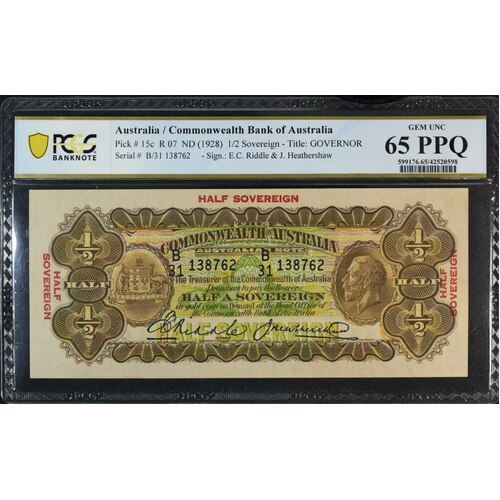 PCGS
BANKNOTE
Australia / Commonwealth Bank of Australia
Pick # 15c R 07 ND (1928) 1/2 Sovereign - Title: GOVERNOR
Serial # B/31 138762 - Sign.: E.C. Riddle & J. Heathershaw
GEM UNC
65 PPQ
599176.65/42520598
HALF SOVEREIGN
HALF SOVEREIGN
HALF SOVEREIGN
THE
COMMONWEALTH OF AUSTRALIA
AUSTRALIAN NOTE
1/2 1/2
B/31 138762 B/31 138762
The Treasurer of the Commonwealth of Australia
Promises to pay the Bearer
HALF HALF
HALF A SOVEREIGN
in gold coin on demand at the Head Office of
the Commonwealth Bank of Australia
1/2 1/2
HALF SOVEREIGN